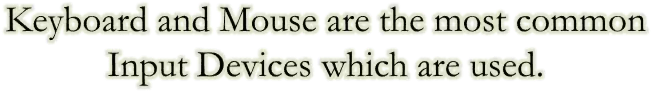 Keyboard and Mouse are the most common
Input Devices which are used.